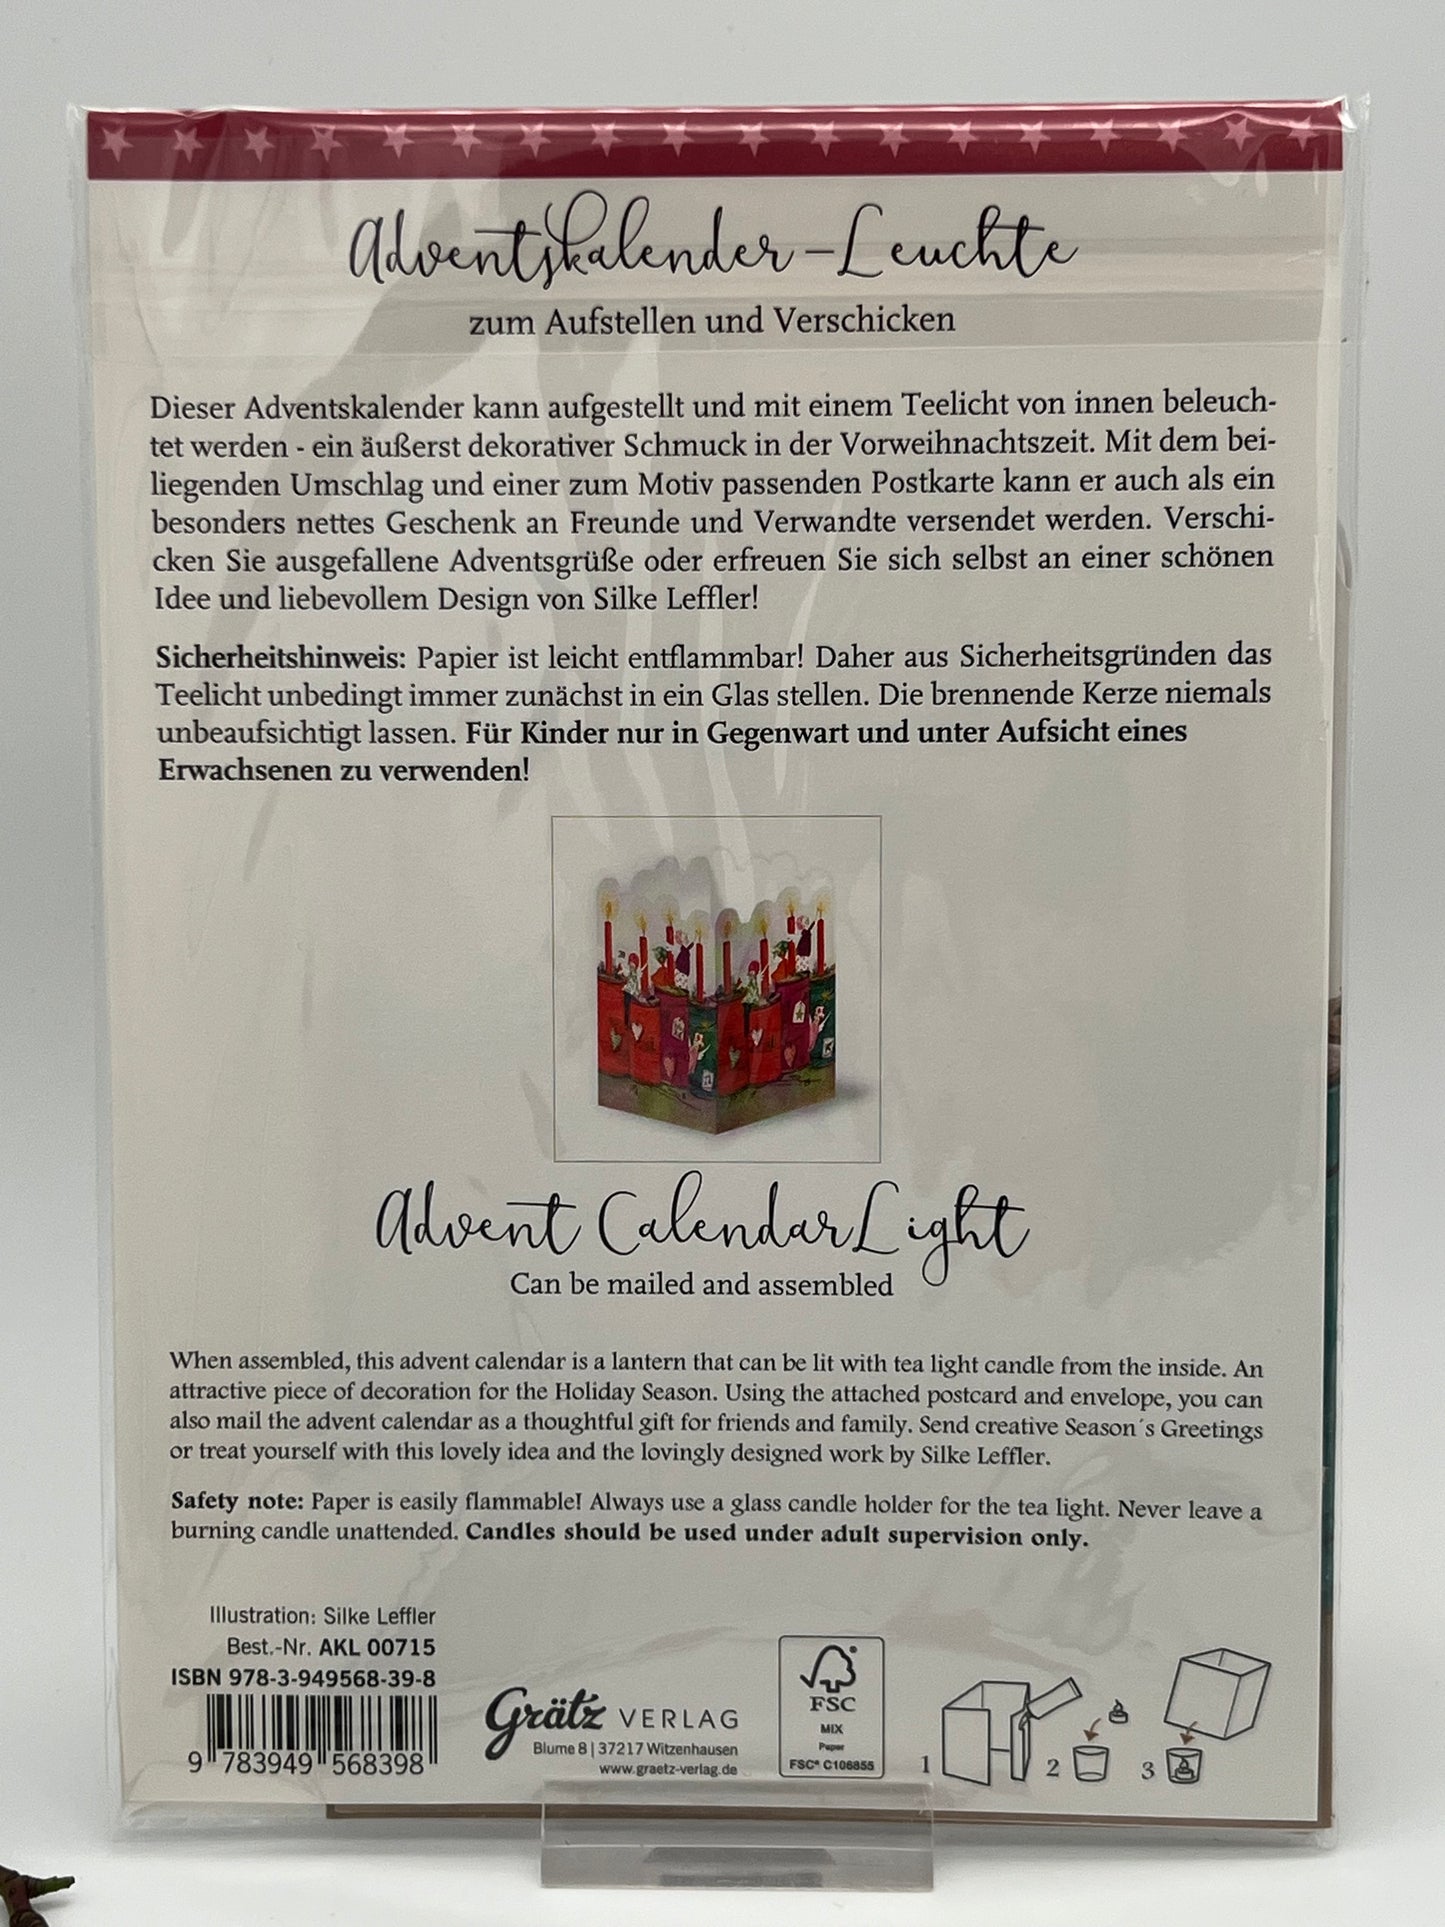 Adventskalender-Leuchte
zum Aufstellen und Verschicken
Dieser Adventskalender kann aufgestellt und mit einem Teelicht von innen beleuch-
tet werden - ein äußerst dekorativer Schmuck in der Vorweihnachtszeit. Mit dem bei-
liegenden Umschlag und einer zum Motiv passenden Postkarte kann er auch als ein
besonders nettes Geschenk an Freunde und Verwandte versendet werden. Verschi-
cken Sie ausgefallene Adventsgrüße oder erfreuen Sie sich selbst an einer schönen
Idee und liebevollem Design von Silke Leffler!
Sicherheitshinweis: Papier ist leicht entflammbar! Daher aus Sicherheitsgründen das
Teelicht unbedingt immer zunächst in ein Glas stellen. Die brennende Kerze niemals
unbeaufsichtigt lassen. Für Kinder nur in Gegenwart und unter Aufsicht eines
Erwachsenen zu verwenden!
Advent Calendar Light
Can be mailed and assembled
When assembled, this advent calendar is a lantern that can be lit with tea light candle from the inside. An
attractive piece of decoration for the Holiday Season. Using the attached postcard and envelope, you can
also mail the advent calendar as a thoughtful gift for friends and family. Send creative Season´s Greetings
or treat yourself with this lovely idea and the lovingly designed work by Silke Leffler.
Safety note: Paper is easily flammable! Always use a glass candle holder for the tea light. Never leave a
burning candle unattended. Candles should be used under adult supervision only.
Illustration: Silke Leffler
Best.-Nr. AKL 00715
ISBN 978-3-949568-39-8
9 783949 568398
Grätz VERLAG
Blume 8 | 37217 Witzenhausen
www.graetz-verlag.de
FSC
MIX
Paper
FSC® C106855
1 2 3